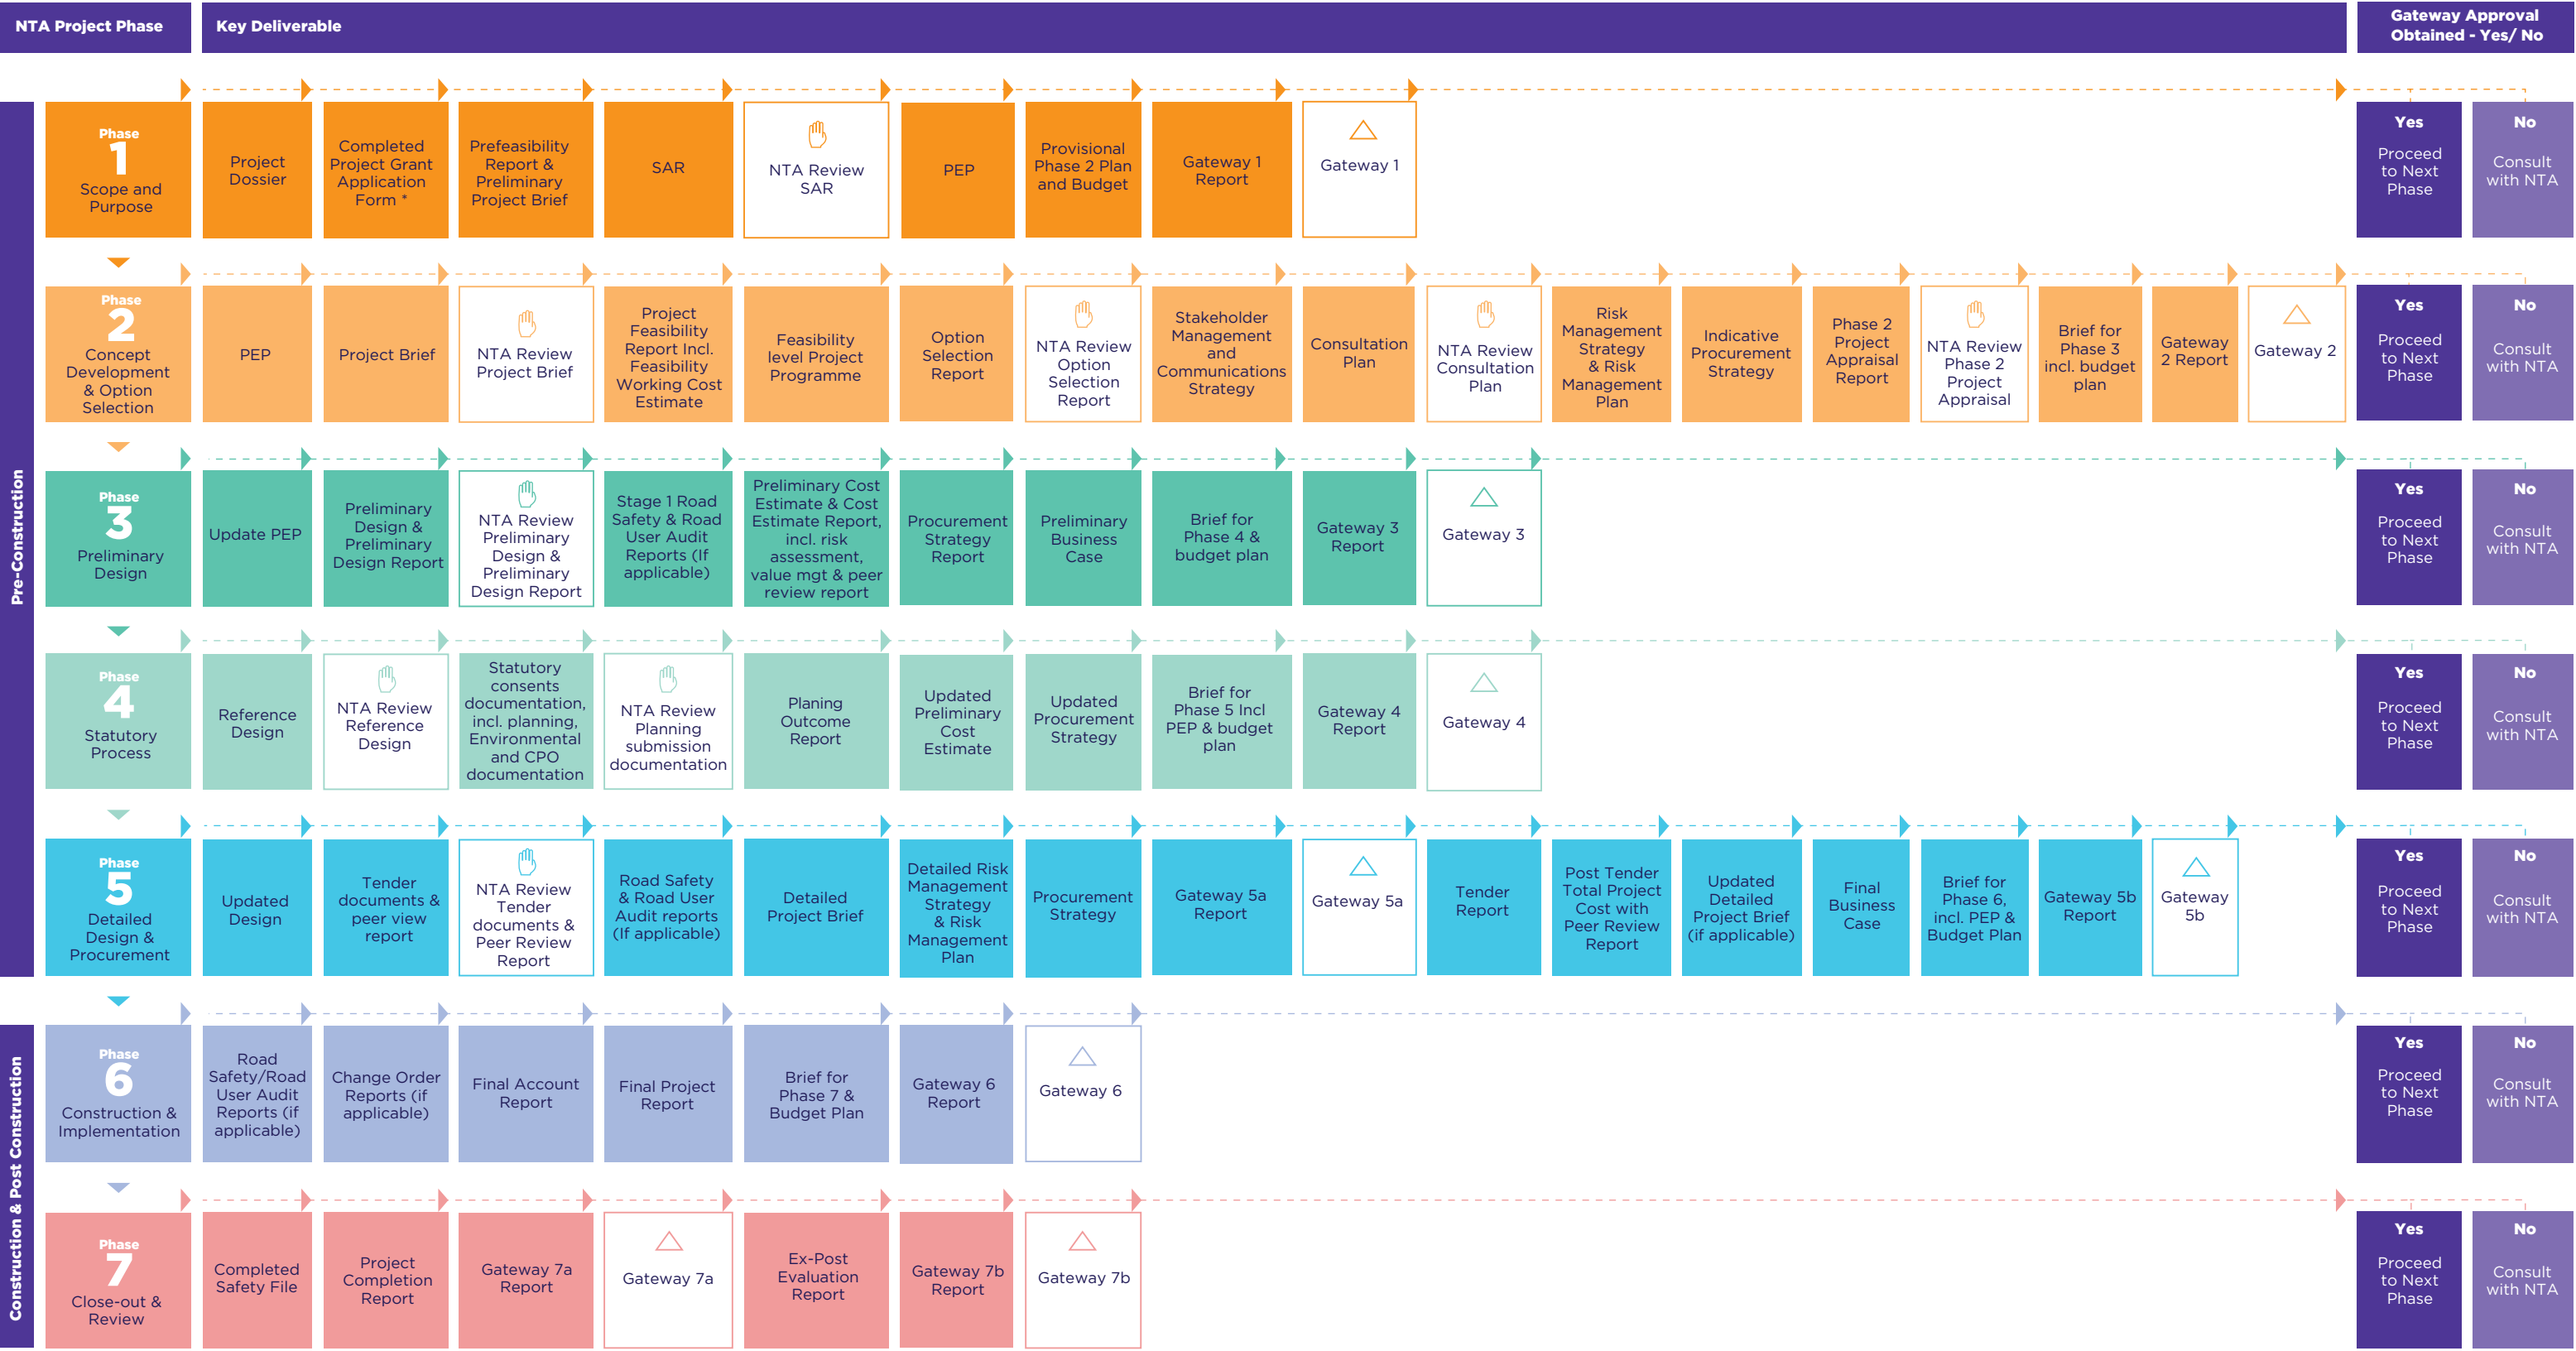 NTA Project Phase
Key Deliverable
Gateway Approval
Obtained - Yes/ No
Pre-Construction
Phase
1
Scope and
Purpose
Project
Dossier
Completed
Project Grant
Application
Form *
Prefeasibility
Report &
Preliminary
Project Brief
SAR
NTA Review
SAR
PEP
Provisional
Phase 2 Plan
and Budget
Gateway 1
Report
Gateway 1
Yes
Proceed
to Next
Phase
No
Consult
with NTA
Phase
2
Concept
Development
& Option
Selection
PEP
Project Brief
NTA Review
Project Brief
Project
Feasibility
Report Incl.
Feasibility
Working Cost
Estimate
Feasibility
level Project
Programme
Option
Selection
Report
NTA Review
Option
Selection
Report
Stakeholder
Management
and
Communications
Strategy
Consultation
Plan
NTA Review
Consultation
Plan
Risk
Management
Strategy
& Risk
Management
Plan
Indicative
Procurement
Strategy
Phase 2
Project
Appraisal
Report
NTA Review
Phase 2
Project
Appraisal
Brief for
Phase 3
incl. budget
plan
Gateway
2 Report
Gateway 2
Yes
Proceed
to Next
Phase
No
Consult
with NTA
Phase
3
Preliminary
Design
Update PEP
Preliminary
Design &
Preliminary
Design Report
NTA Review
Preliminary
Design &
Preliminary
Design Report
Stage 1 Road
Safety & Road
User Audit
Reports (If
applicable)
Preliminary Cost
Estimate & Cost
Estimate Report,
incl. risk
assessment,
value mgt & peer
review report
Procurement
Strategy
Report
Preliminary
Business
Case
Brief for
Phase 4 &
budget plan
Gateway 3
Report
Gateway 3
Yes
Proceed
to Next
Phase
No
Consult
with NTA
Phase
4
Statutory
Process
Reference
Design
NTA Review
Reference
Design
Statutory
consents
documentation,
incl. planning,
Environmental
and CPO
documentation
NTA Review
Planning
submission
documentation
Planing
Outcome
Report
Updated
Preliminary
Cost
Estimate
Updated
Procurement
Strategy
Brief for
Phase 5 Incl
PEP & budget
plan
Gateway 4
Report
Gateway 4
Yes
Proceed
to Next
Phase
No
Consult
with NTA
Phase
5
Detailed
Design &
Procurement
Updated
Design
Tender
documents &
peer view
report
NTA Review
Tender
documents &
Peer Review
Report
Road Safety
& Road User
Audit reports
(If applicable)
Detailed
Project Brief
Detailed Risk
Management
Strategy
& Risk
Management
Plan
Procurement
Strategy
Gateway 5a
Report
Gateway 5a
Tender
Report
Post Tender
Total Project
Cost with
Peer Review
Report
Updated
Detailed
Project Brief
(if applicable)
Final
Business
Case
Brief for
Phase 6,
incl. PEP &
Budget Plan
Gateway 5b
Report
Gateway
5b
Yes
Proceed
to Next
Phase
No
Consult
with NTA
Construction & Post Construction
Phase
6
Construction &
Implementation
Road
Safety/Road
User Audit
Reports (if
applicable)
Change Order
Reports (if
applicable)
Final Account
Report
Final Project
Report
Brief for
Phase 7 &
Budget Plan
Gateway 6
Report
Gateway 6
Yes
Proceed
to Next
Phase
No
Consult
with NTA
Phase
7
Close-out &
Review
Completed
Safety File
Project
Completion
Report
Gateway 7a
Report
Gateway 7a
Ex-Post
Evaluation
Report
Gateway 7b
Report
Gateway 7b
Yes
Proceed
to Next
Phase
No
Consult
with NTA